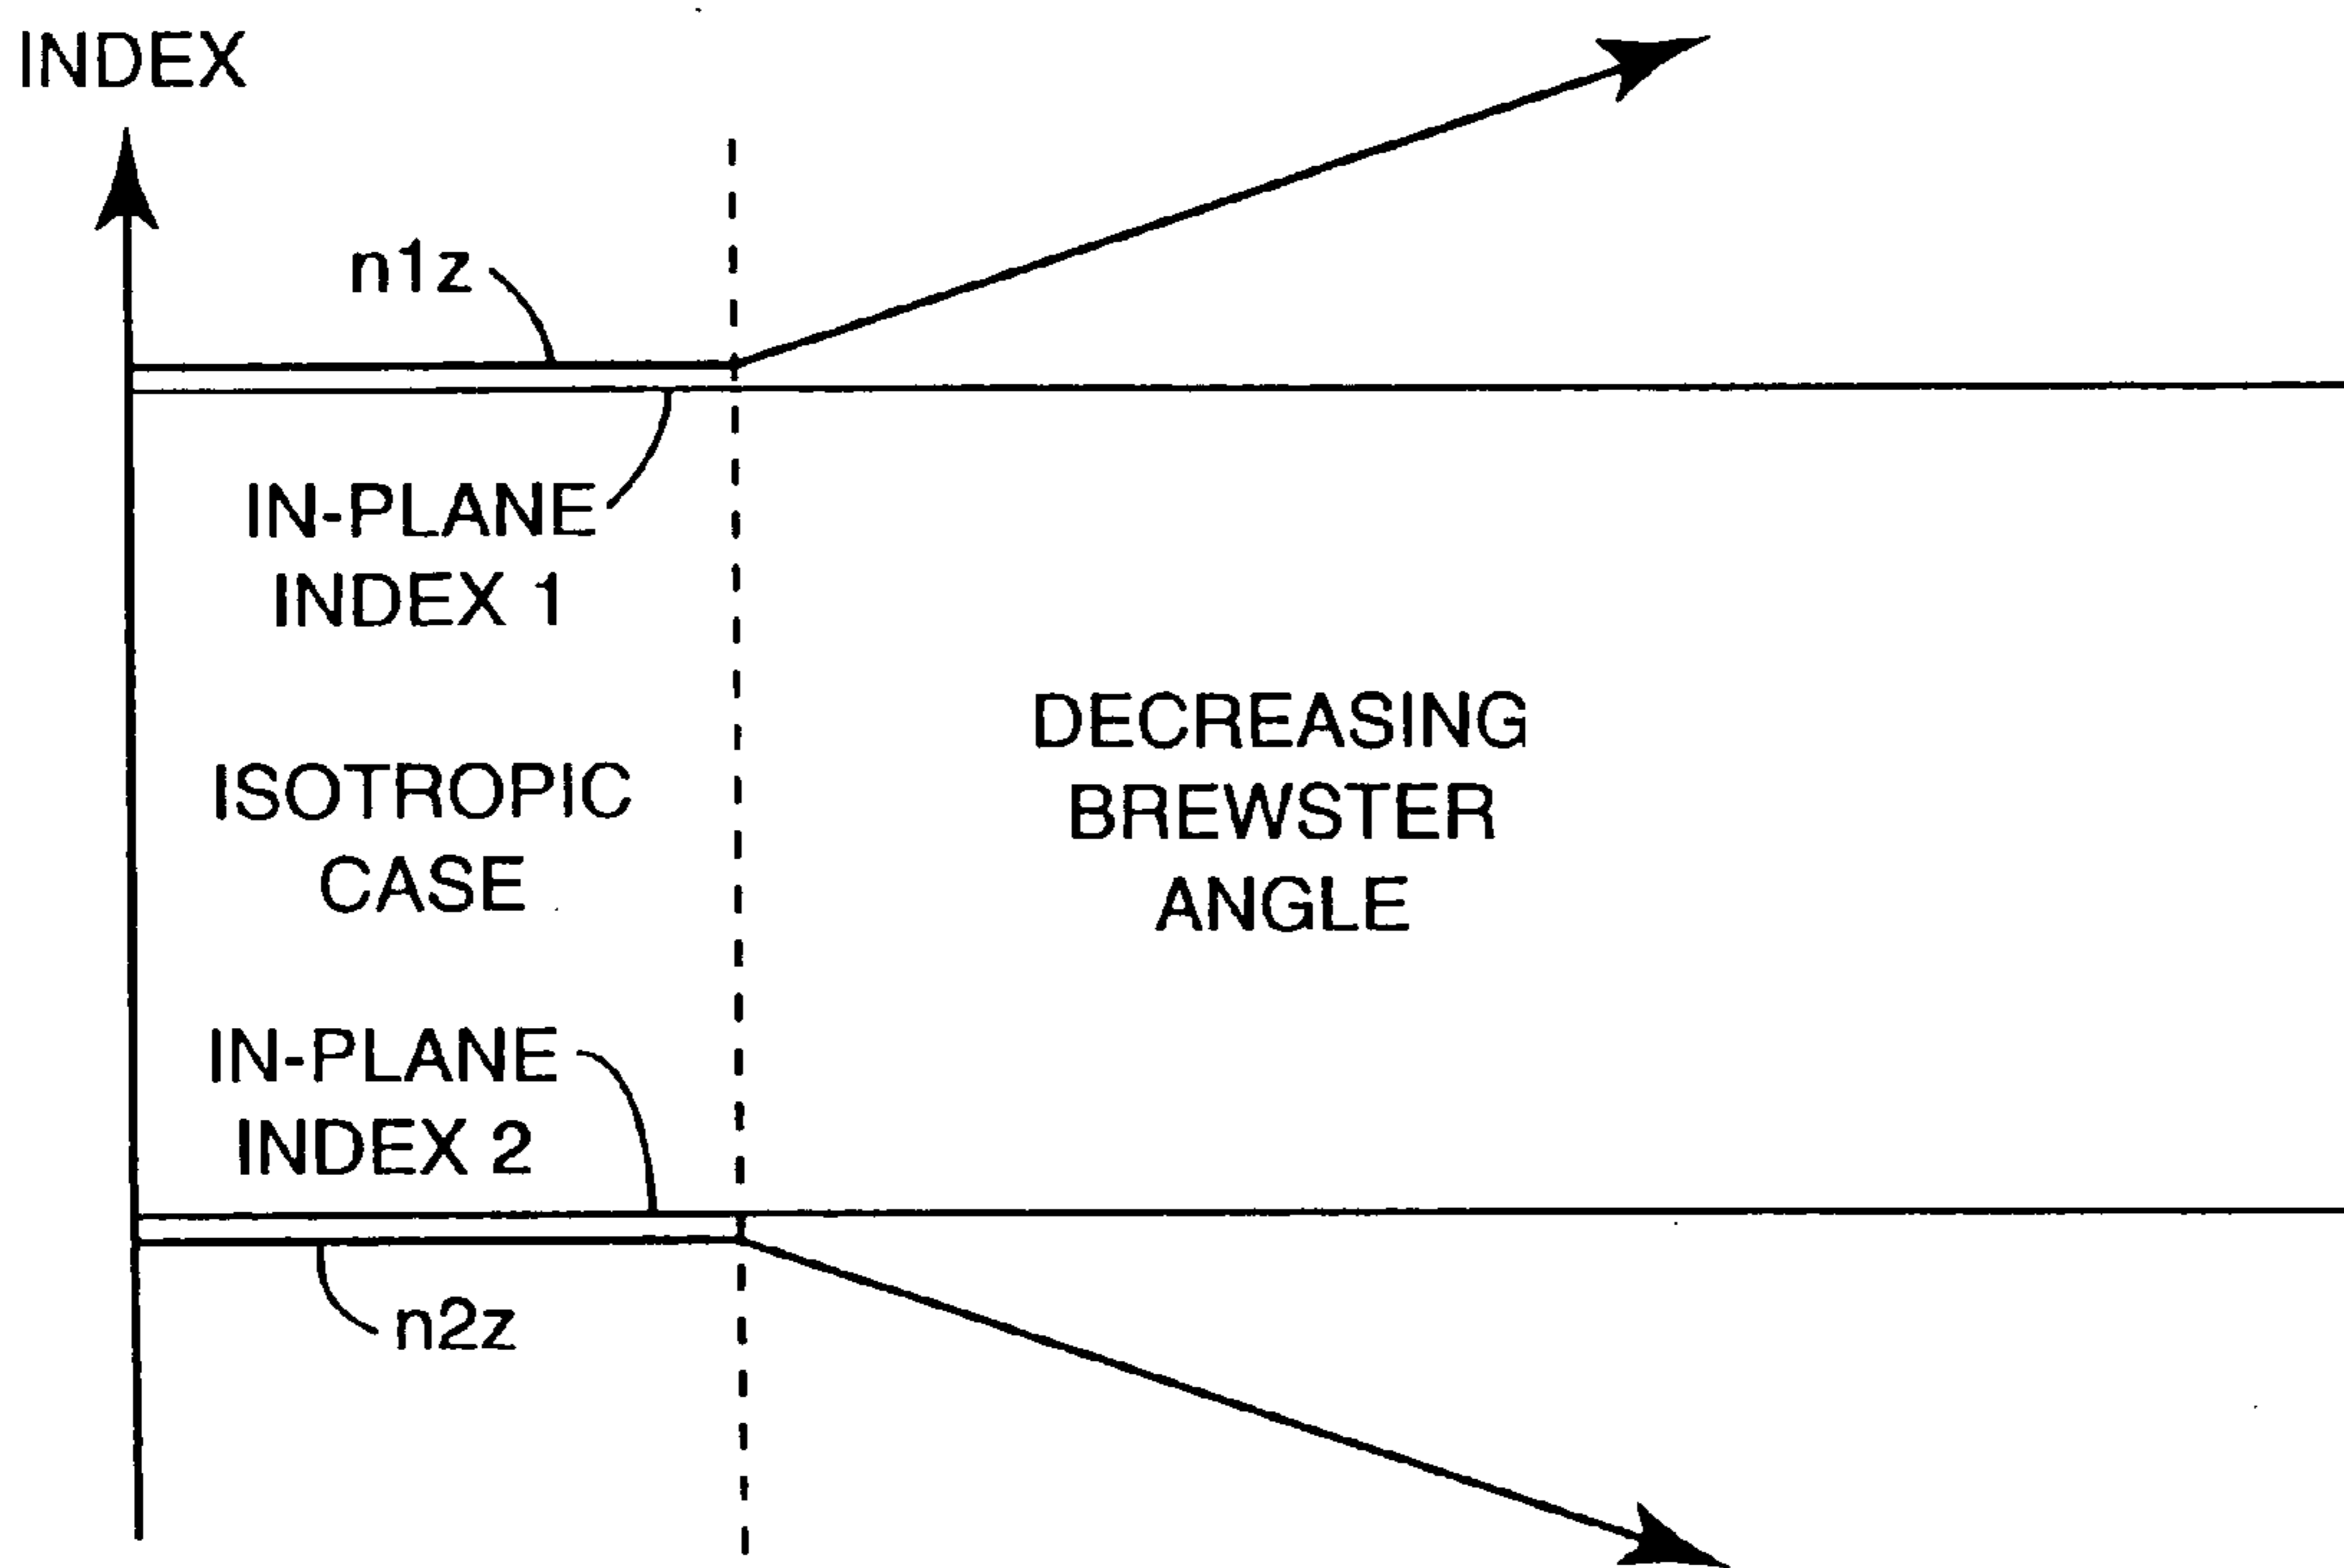 INDEX
n1z
IN-PLANE
INDEX 1
ISOTROPIC
CASE
DECREASING
BREWSTER
ANGLE
IN-PLANE
INDEX 2
n2z